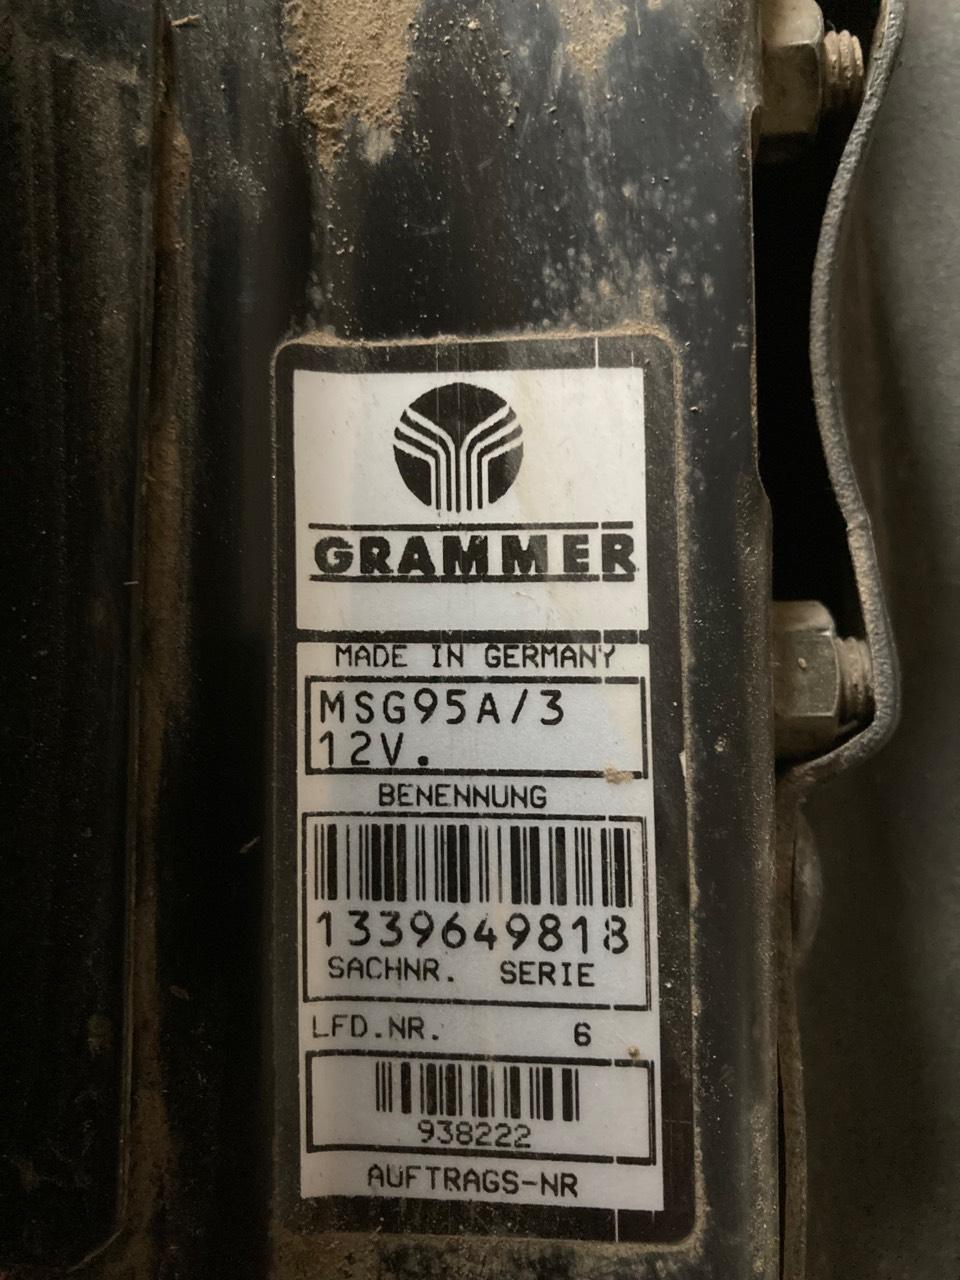 GRAMMER
MADE IN GERMANY
MSG95A/3
12V.
BENENNUNG
1339649818
SACHNR. SERIE
LFD.NR. 6
938222
AUFTRAGS-NR